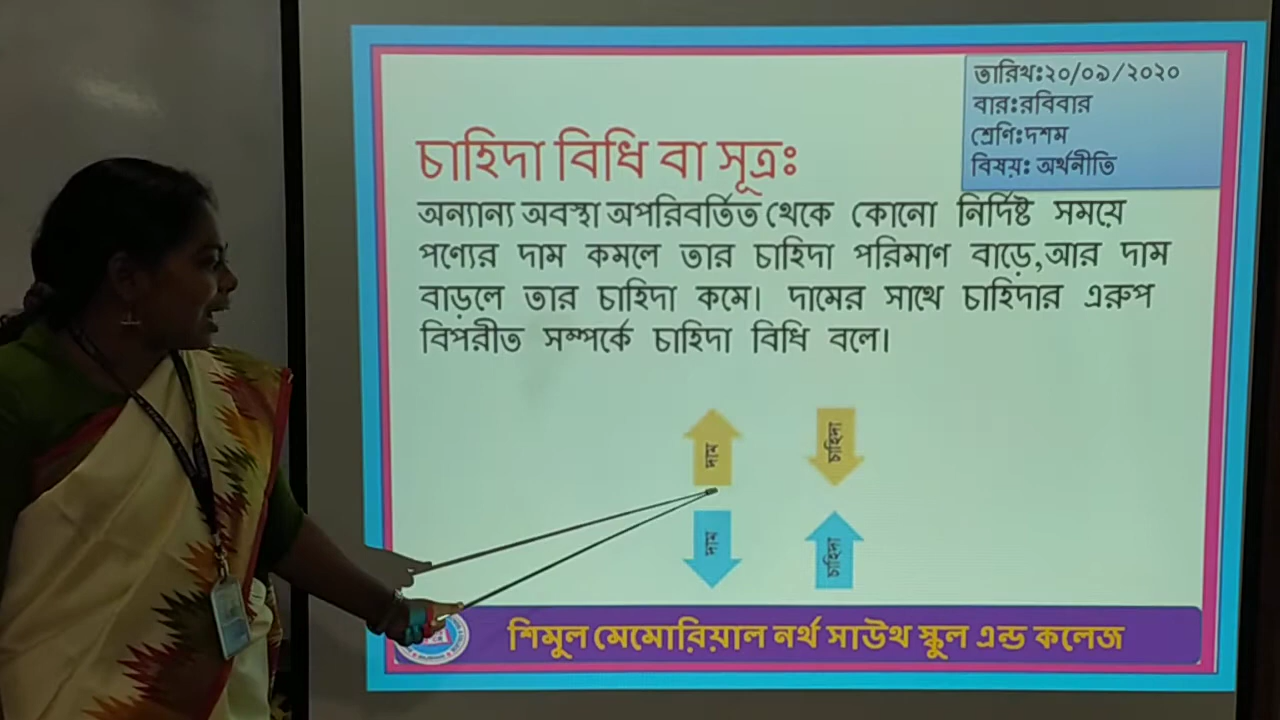 তারিখঃ২০/০৯/২০২০
বারঃরবিবার
শ্রেণিঃদশম
বিষয়ঃ অর্থনীতি
চাহিদা বিধি বা সূত্রঃ
অন্যান্য অবস্থা অপরিবর্তিত থেকে কোনো নির্দিষ্ট সময়ে
পণ্যের দাম কমলে তার চাহিদা পরিমাণ বাড়ে,আর দাম
বাড়লে তার চাহিদা কমে। দামের সাথে চাহিদার এরুপ
বিপরীত সম্পর্কে চাহিদা বিধি বলে।
দাম
চাহিদা
দাম
চাহিদা
শিমুল মেমোরিয়াল নর্থ সাউথ স্কুল এন্ড কলেজ